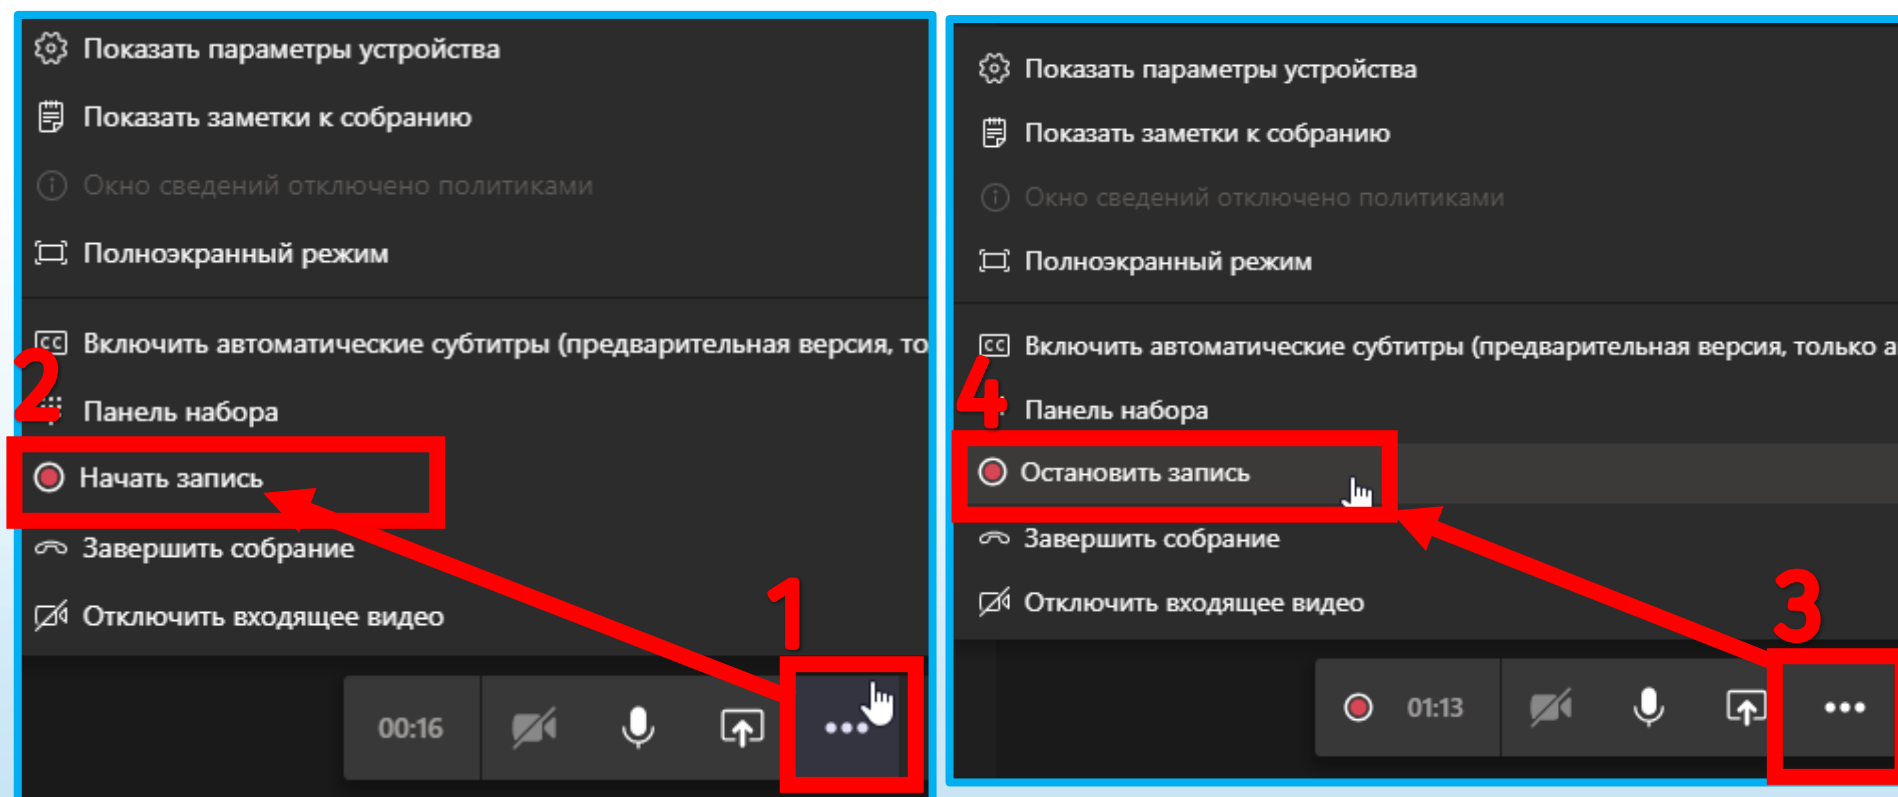 Показать параметры устройства
Показать заметки к собранию
Окно сведений отключено политиками
Полноэкранный режим
CC Включить автоматические субтитры (предварительная версия, то
2
Панель набора
Начать запись
Завершить собрание
Отключить входящее видео
1
00:16
Показать параметры устройства
Показать заметки к собранию
Окно сведений отключено политиками
Полноэкранный режим
CC Включить автоматические субтитры (предварительная версия, только а
4
Панель набора
Остановить запись
Завершить собрание
Отключить входящее видео
3
01:13